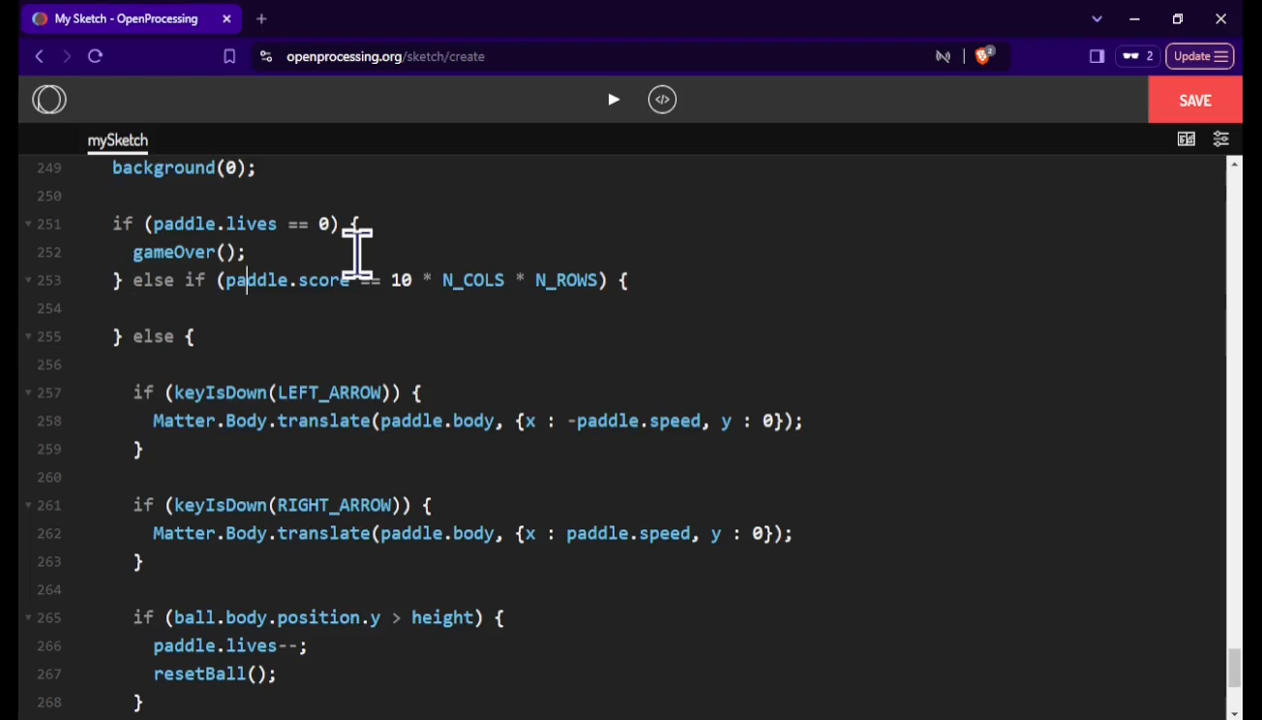 My Sketch - OpenProcessing
openprocessing.org/sketch/create
2
2
Update
</>
SAVE
mySketch
249 background(0);
250
251 if (paddle.lives == 0) {
252 gameOver();
253 } else if (paddle.score == 10 * N_COLS * N_ROWS) {
254
255 } else {
256
257 if (keyIsDown(LEFT_ARROW)) {
258 Matter.Body.translate(paddle.body, {x : -paddle.speed, y : 0});
259 }
260
261 if (keyIsDown(RIGHT_ARROW)) {
262 Matter.Body.translate(paddle.body, {x : paddle.speed, y : 0});
263 }
264
265 if (ball.body.position.y > height) {
266 paddle.lives--;
267 resetBall();
268 }